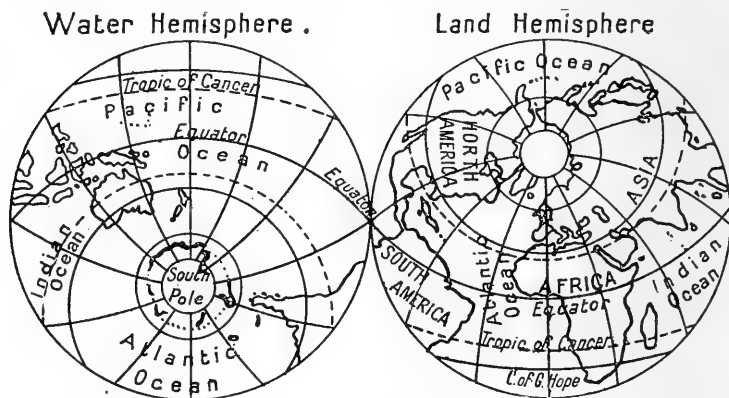 Water Hemisphere.
Tropic of Cancer
Pacific
Equator
Ocean
Indian
Ocean
South
Pole
Atlantic
Ocean
Equator
Land Hemisphere
Pacific Ocean
NORTH
AMERICA
ASIA
SOUTH
AMERICA
Atlantic
Ocean
AFRICA
Indian
Ocean
Equator
Tropic of Cancer
C. of G. Hope